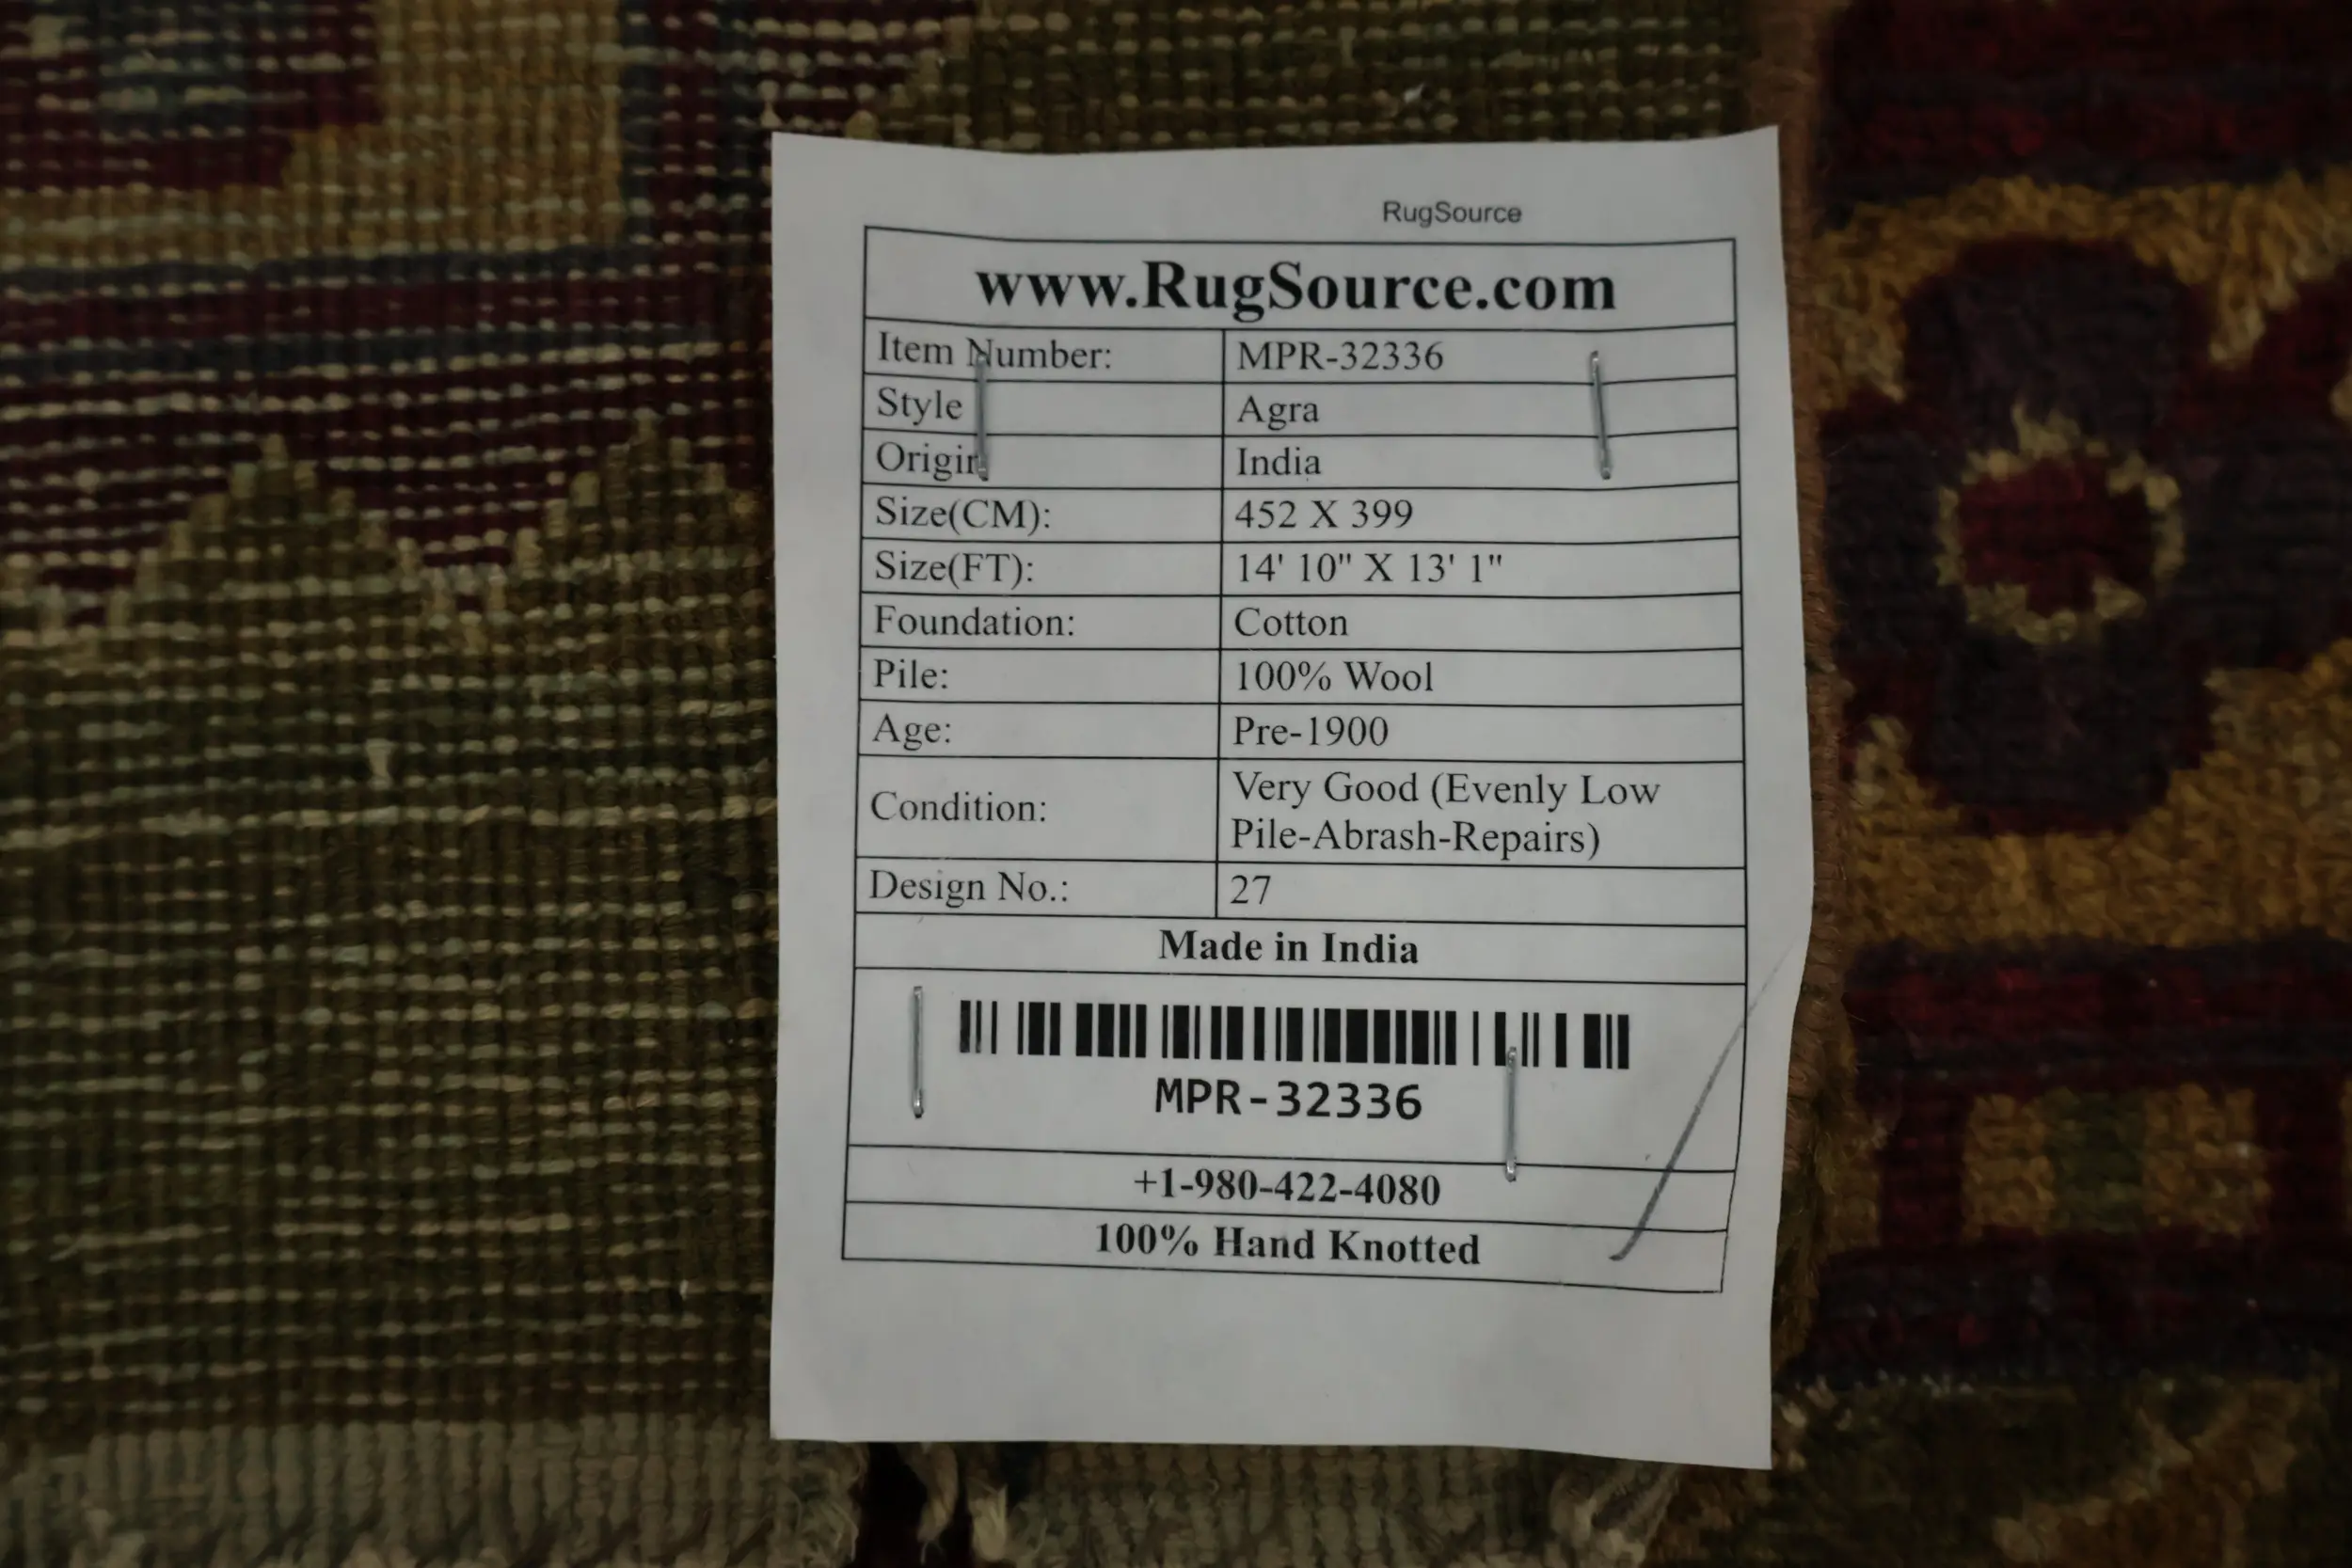 RugSource
www.RugSource.com
Item Number: MPR-32336
Style Agra
Origin India
Size(CM): 452 X 399
Size(FT): 14' 10" X 13' 1"
Foundation: Cotton
Pile: 100% Wool
Age: Pre-1900
Condition: Very Good (Evenly Low
Pile-Abrash-Repairs)
Design No.: 27
Made in India
MPR-32336
+1-980-422-4080
100% Hand Knotted